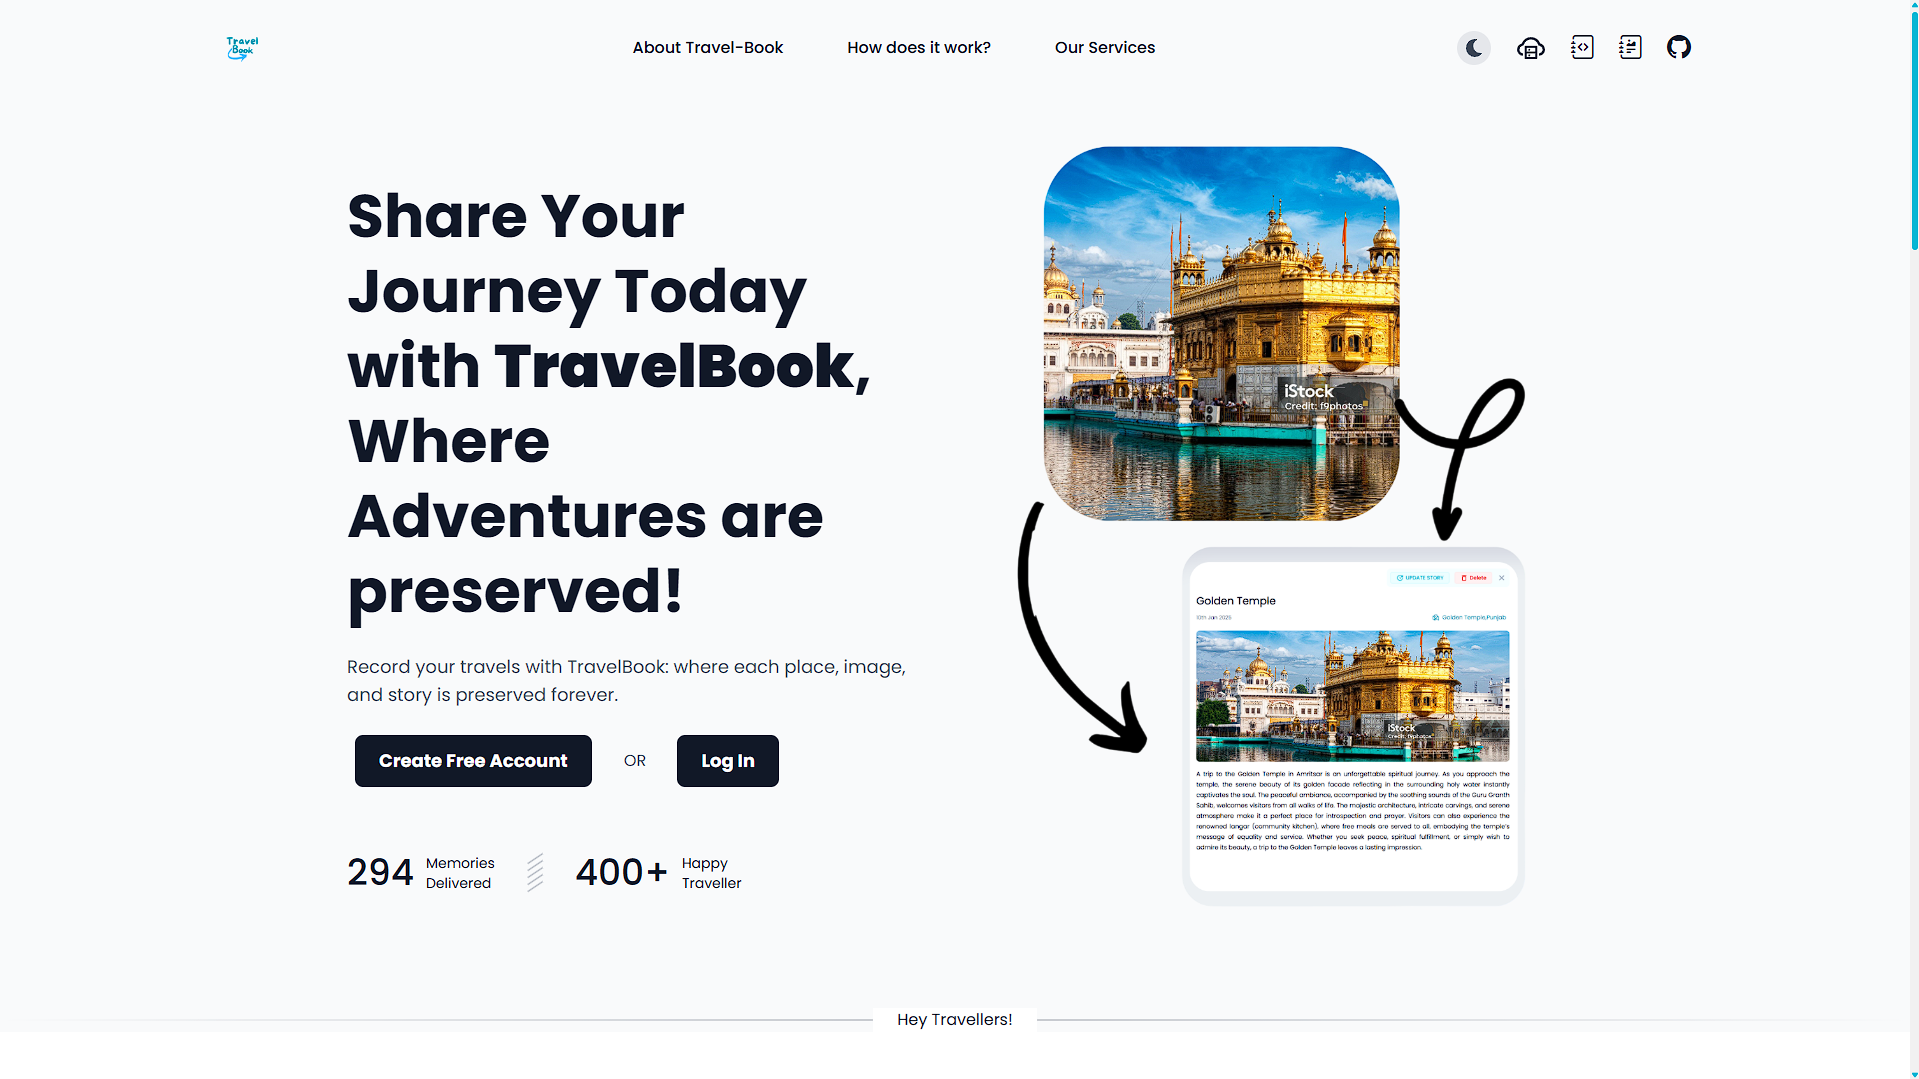 Travel
Book
About Travel-Book
How does it work?
Our Services
Share Your
Journey Today
with TravelBook,
Where
Adventures are
preserved!
Record your travels with TravelBook: where each place, image,
and story is preserved forever.
Create Free Account
OR
Log In
294
Memories
Delivered
400+
Happy
Traveller
iStock
Credit: f9photos
UPDATE STORY
Delete
Golden Temple
10th Jan 2025
Golden Temple,Punjab
iStock
Credit: f9photos
A trip to the Golden Temple in Amritsar is an unforgettable spiritual journey. As you approach the
temple, the serene beauty of its golden facade reflecting in the surrounding holy water instantly
captivates the soul. The peaceful ambiance, accompanied by the soothing sounds of the Guru Granth
Sahib, welcomes visitors from all walks of life. The majestic architecture, intricate carvings, and serene
atmosphere make it a perfect place for introspection and prayer. Visitors can also experience the
renowned langar (community kitchen), where free meals are served to all, embodying the temple's
message of equality and service. Whether you seek peace, spiritual fulfillment, or simply wish to
admire its beauty, a trip to the Golden Temple leaves a lasting impression.
Hey Travellers!